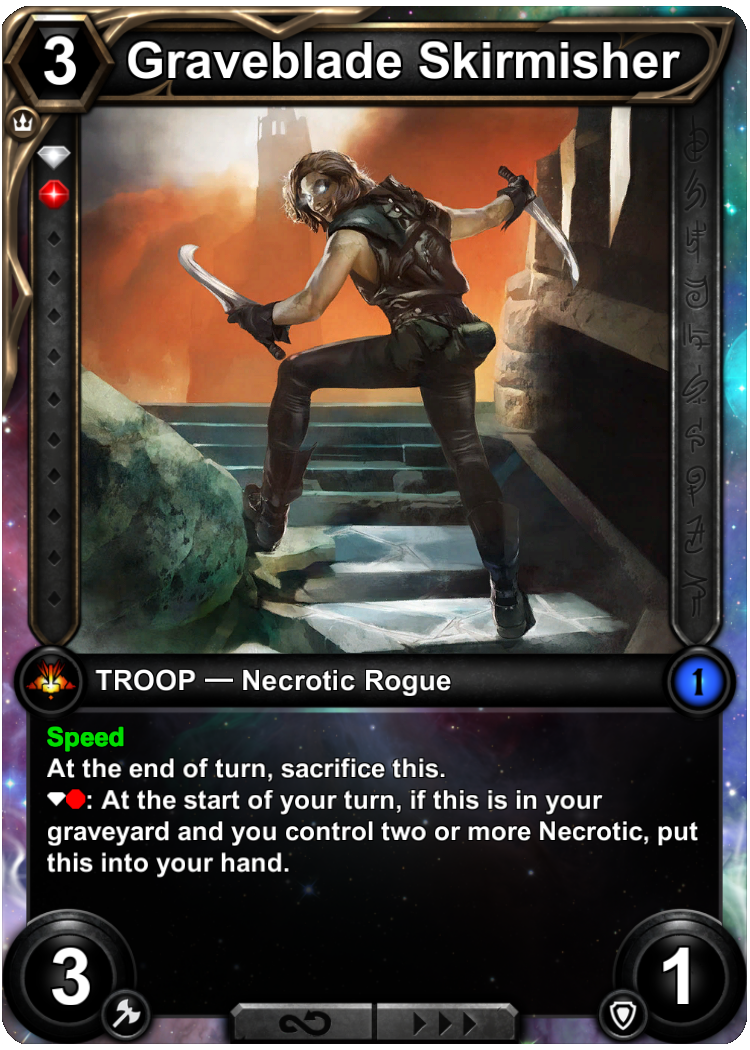 3
Graveblade Skirmisher
TROOP — Necrotic Rogue
1
Speed
At the end of turn, sacrifice this.
: At the start of your turn, if this is in your
graveyard and you control two or more Necrotic, put
this into your hand.
3
1